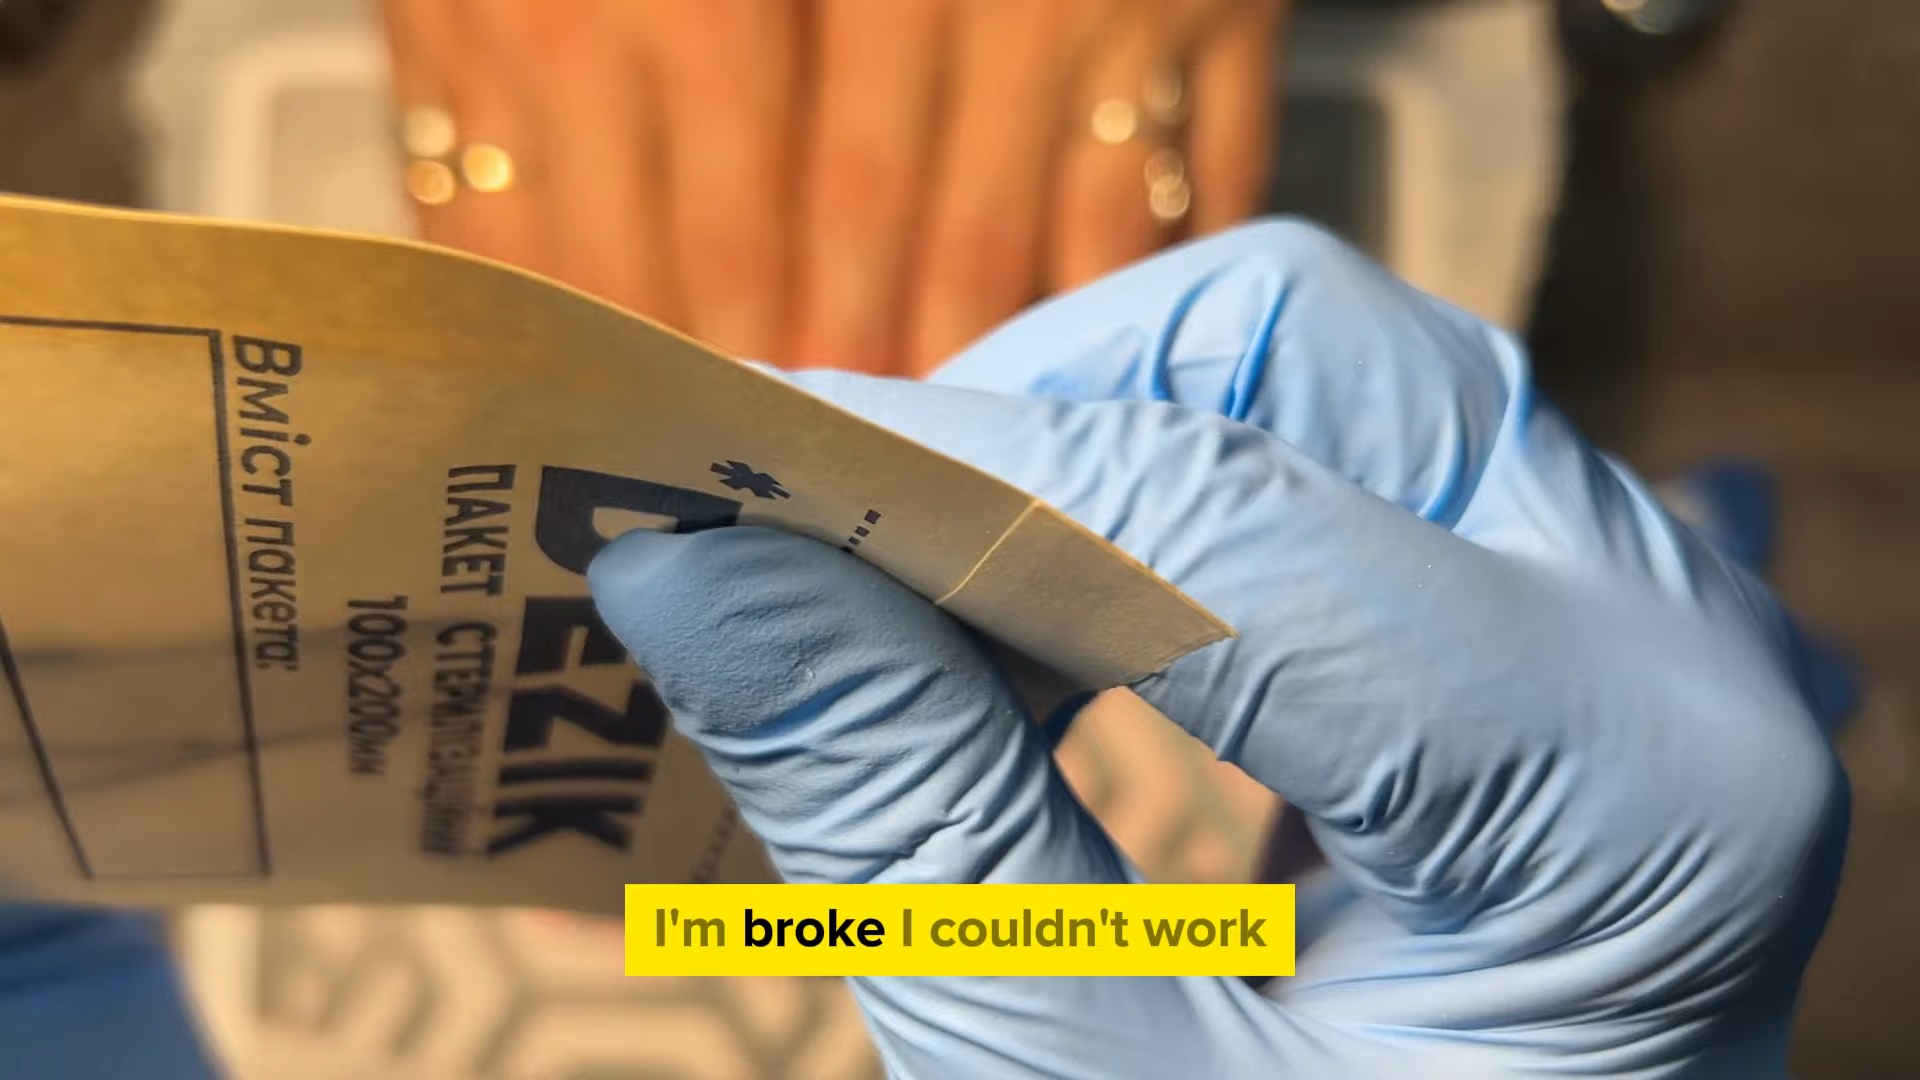 DEZIK
ПАКЕТ СТЕРИЛІЗАЦІЙНИЙ
100x200мм
Вміст пакета:
I'm broke I couldn't work